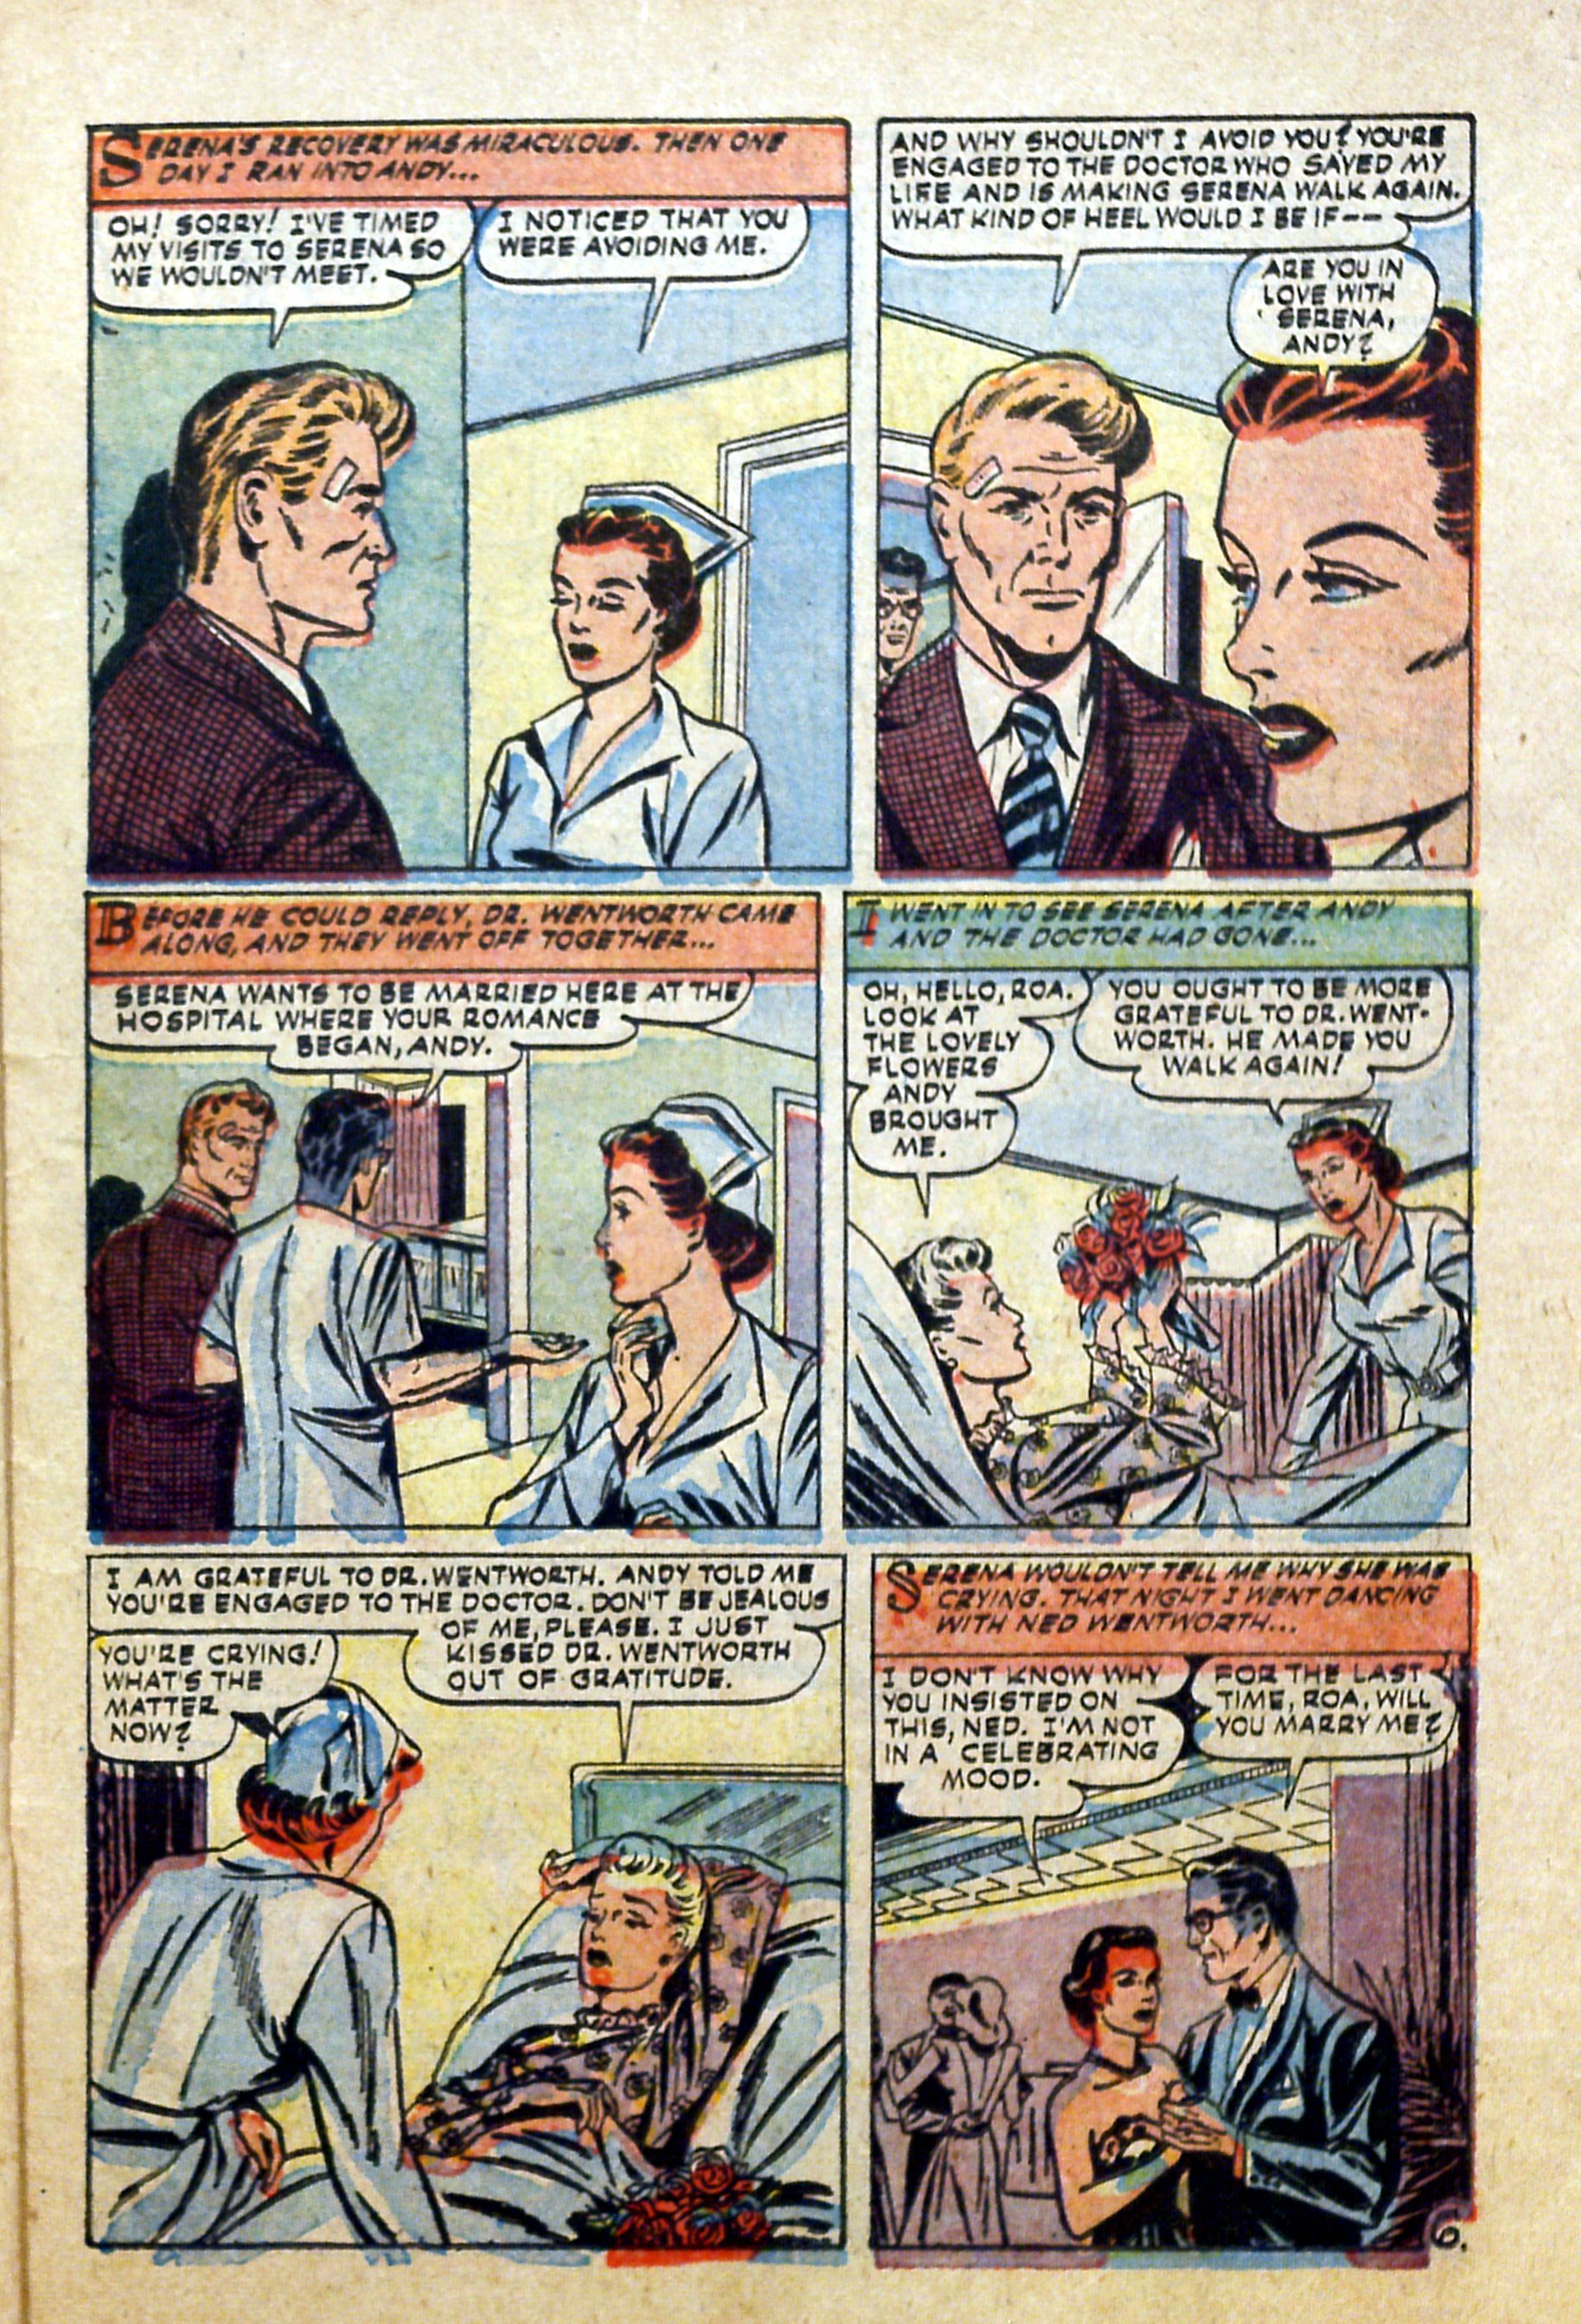 SERENA'S RECOVERY WAS MIRACULOUS. THEN ONE
DAY I RAN INTO ANDY...
OH! SORRY! I'VE TIMED
MY VISITS TO SERENA SO
WE WOULDN'T MEET.
I NOTICED THAT YOU
WERE AVOIDING ME.
AND WHY SHOULDN'T I AVOID YOU? YOU'RE
ENGAGED TO THE DOCTOR WHO SAVED MY
LIFE AND IS MAKING SERENA WALK AGAIN.
WHAT KIND OF HEEL WOULD I BE IF--
ARE YOU IN
LOVE WITH
SERENA,
ANDY?
BEFORE HE COULD REPLY, DR. WENTWORTH CAME
ALONG, AND THEY WENT OFF TOGETHER...
SERENA WANTS TO BE MARRIED HERE AT THE
HOSPITAL WHERE YOUR ROMANCE
BEGAN, ANDY.
I WENT IN TO SEE SERENA AFTER ANDY
AND THE DOCTOR HAD GONE...
OH, HELLO, ROA.
LOOK AT
THE LOVELY
FLOWERS
ANDY
BROUGHT
ME.
YOU OUGHT TO BE MORE
GRATEFUL TO DR. WENT-
WORTH. HE MADE YOU
WALK AGAIN!
I AM GRATEFUL TO DR. WENTWORTH. ANDY TOLD ME
YOU'RE ENGAGED TO THE DOCTOR. DON'T BE JEALOUS
OF ME, PLEASE. I JUST
KISSED DR. WENTWORTH
OUT OF GRATITUDE.
YOU'RE CRYING!
WHAT'S THE
MATTER
NOW?
SERENA WOULDN'T TELL ME WHY SHE WAS
CRYING. THAT NIGHT I WENT DANCING
WITH NED WENTWORTH...
I DON'T KNOW WHY
YOU INSISTED ON
THIS, NED. I'M NOT
IN A CELEBRATING
MOOD.
FOR THE LAST
TIME, ROA, WILL
YOU MARRY ME?
6.